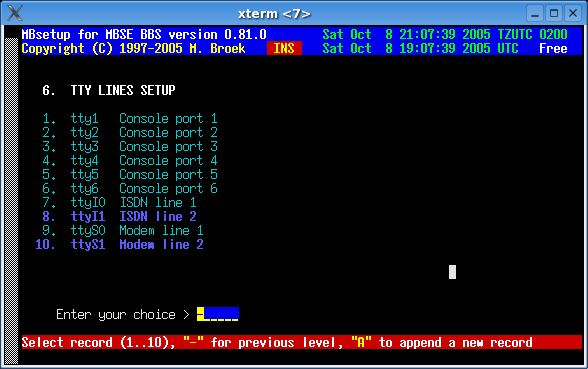 xterm <7>
MBsetup for MBSE BBS version 0.81.0 Sat Oct 8 21:07:39 2005 TZUTC 0200
Copyright (C) 1997-2005 M. Broek INS Sat Oct 8 19:07:39 2005 UTC Free
6. TTY LINES SETUP
1. tty1 Console port 1
2. tty2 Console port 2
3. tty3 Console port 3
4. tty4 Console port 4
5. tty5 Console port 5
6. tty6 Console port 6
7. ttyI0 ISDN line 1
8. ttyI1 ISDN line 2
9. ttyS0 Modem line 1
10. ttyS1 Modem line 2
Enter your choice > -_____
Select record (1..10), "-" for previous level, "A" to append a new record